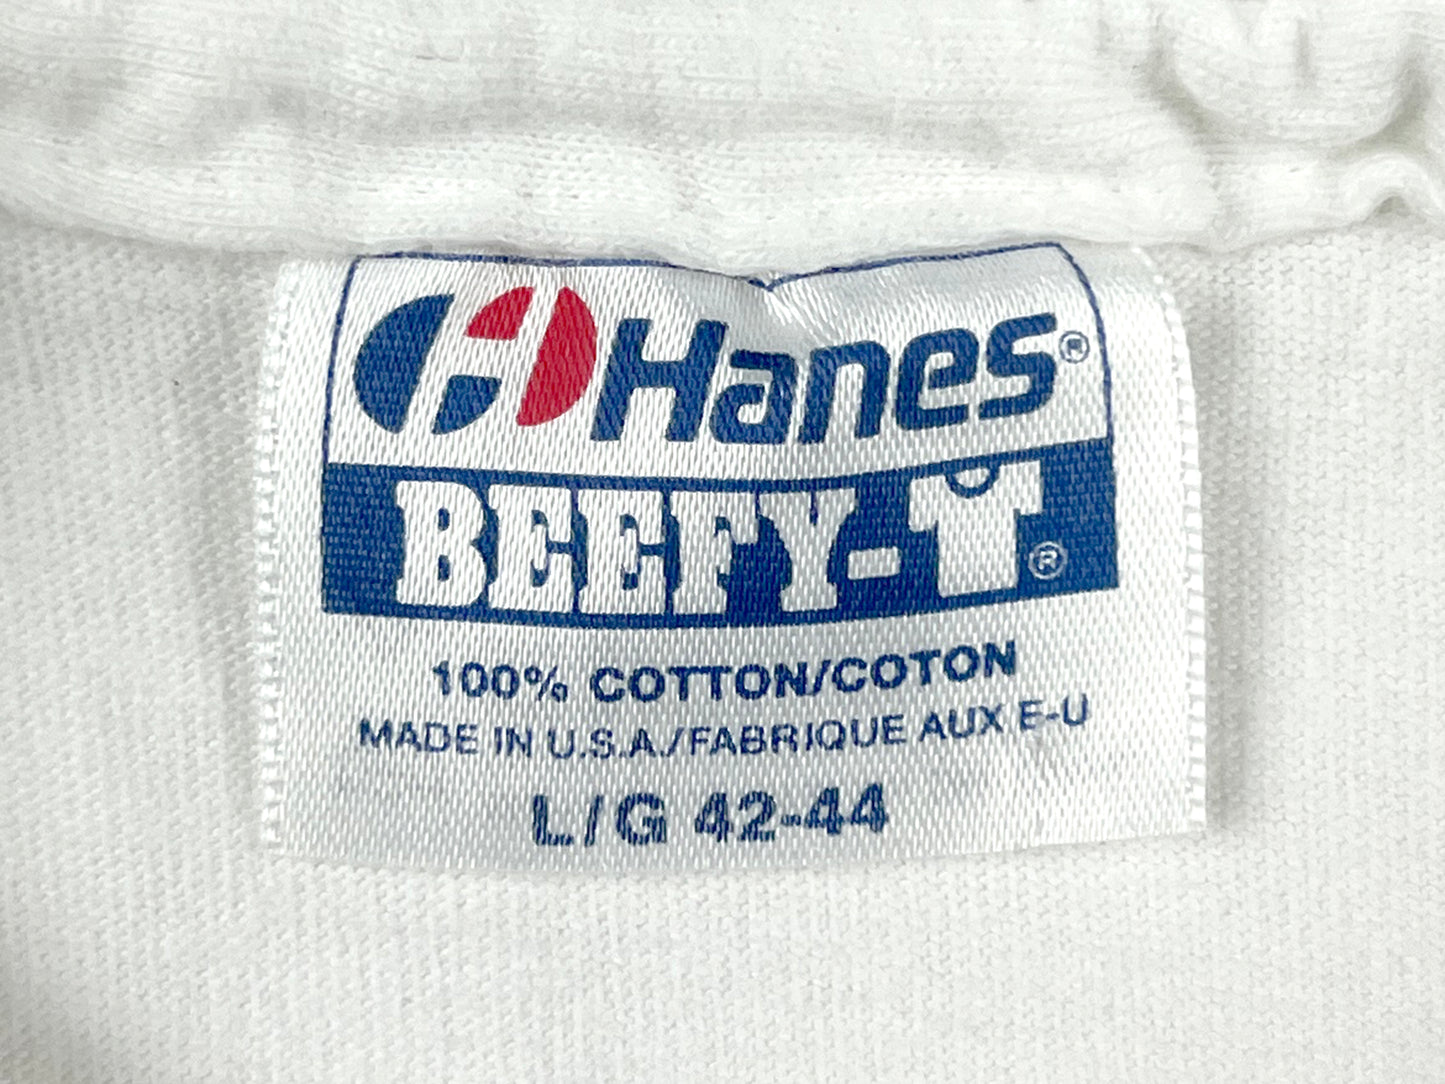 Hanes®
BEEFY-T®
100% COTTON/COTON
MADE IN U.S.A./FABRIQUE AUX E-U
L/G 42-44